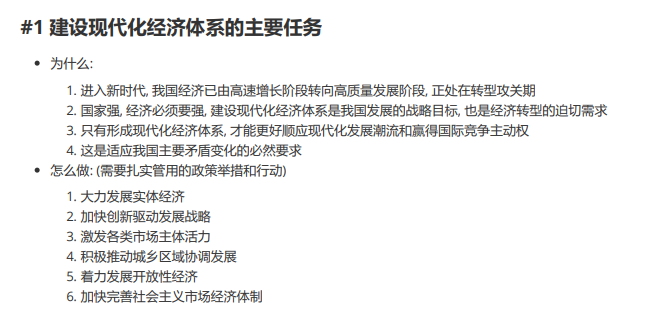 #1 建设现代化经济体系的主要任务
• 为什么:
1. 进入新时代, 我国经济已由高速增长阶段转向高质量发展阶段, 正处在转型攻关期
2. 国家强, 经济必须要强, 建设现代化经济体系是我国发展的战略目标, 也是经济转型的迫切需求
3. 只有形成现代化经济体系, 才能更好顺应现代化发展潮流和赢得国际竞争主动权
4. 这是适应我国主要矛盾变化的必然要求
• 怎么做: (需要扎实管用的政策举措和行动)
1. 大力发展实体经济
2. 加快创新驱动发展战略
3. 激发各类市场主体活力
4. 积极推动城乡区域协调发展
5. 着力发展开放性经济
6. 加快完善社会主义市场经济体制